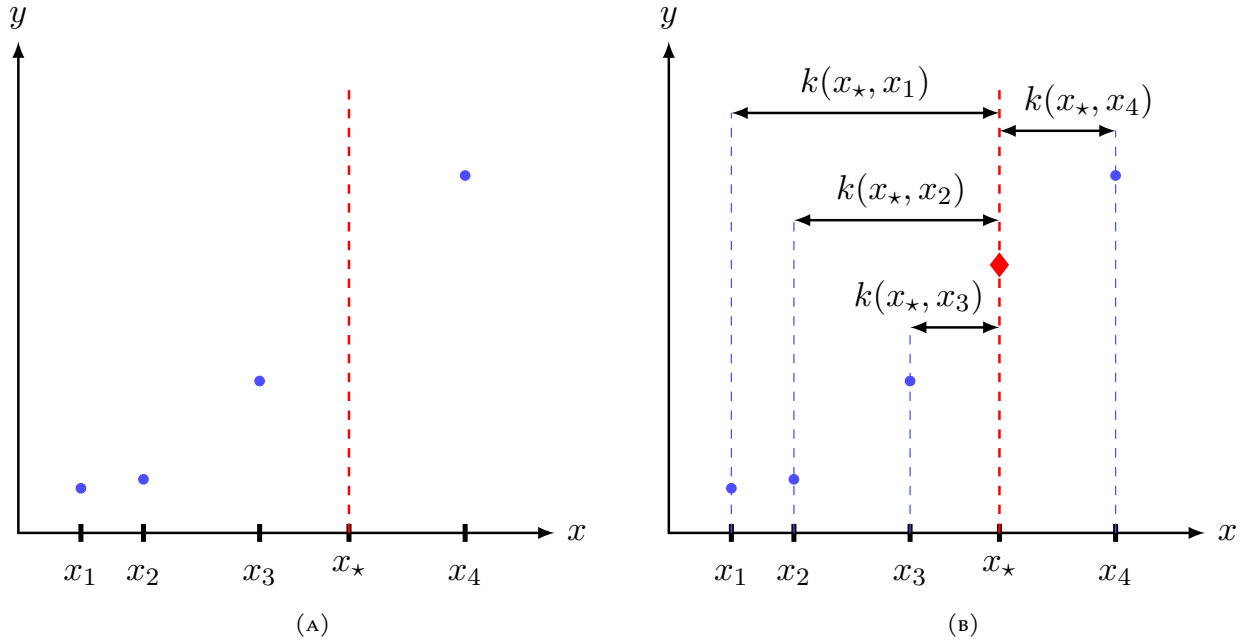 y
x
x₁ x₂ x₃ x⋆ x₄
(A)
y
k(x⋆, x₁)
k(x⋆, x₄)
k(x⋆, x₂)
k(x⋆, x₃)
x
x₁ x₂ x₃ x⋆ x₄
(B)